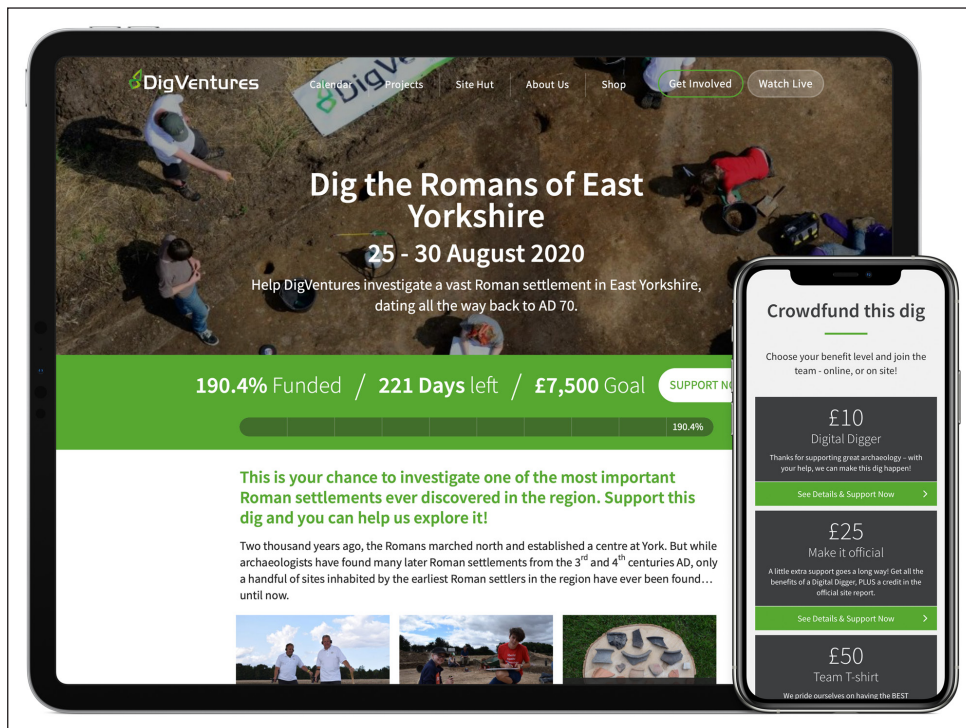 DigVentures
Calendar Projects Site Hut About Us Shop Get Involved Watch Live
DigV
Dig the Romans of East
Yorkshire
25 - 30 August 2020
Help DigVentures investigate a vast Roman settlement in East Yorkshire,
dating all the way back to AD 70.
190.4% Funded / 221 Days left / £7,500 Goal SUPPORT NO
190.4%
This is your chance to investigate one of the most important
Roman settlements ever discovered in the region. Support this
dig and you can help us explore it!
Two thousand years ago, the Romans marched north and established a centre at York. But while
archaeologists have found many later Roman settlements from the 3rd and 4th centuries AD, only
a handful of sites inhabited by the earliest Roman settlers in the region have ever been found…
until now.
Crowdfund this dig
Choose your benefit level and join the
team - online, or on site!
£10
Digital Digger
Thanks for supporting great archaeology – with
your help, we can make this dig happen!
See Details & Support Now
£25
Make it official
A little extra support goes a long way! Get all the
benefits of a Digital Digger, PLUS a credit in the
official site report.
See Details & Support Now
£50
Team T-shirt
We pride ourselves on having the BEST